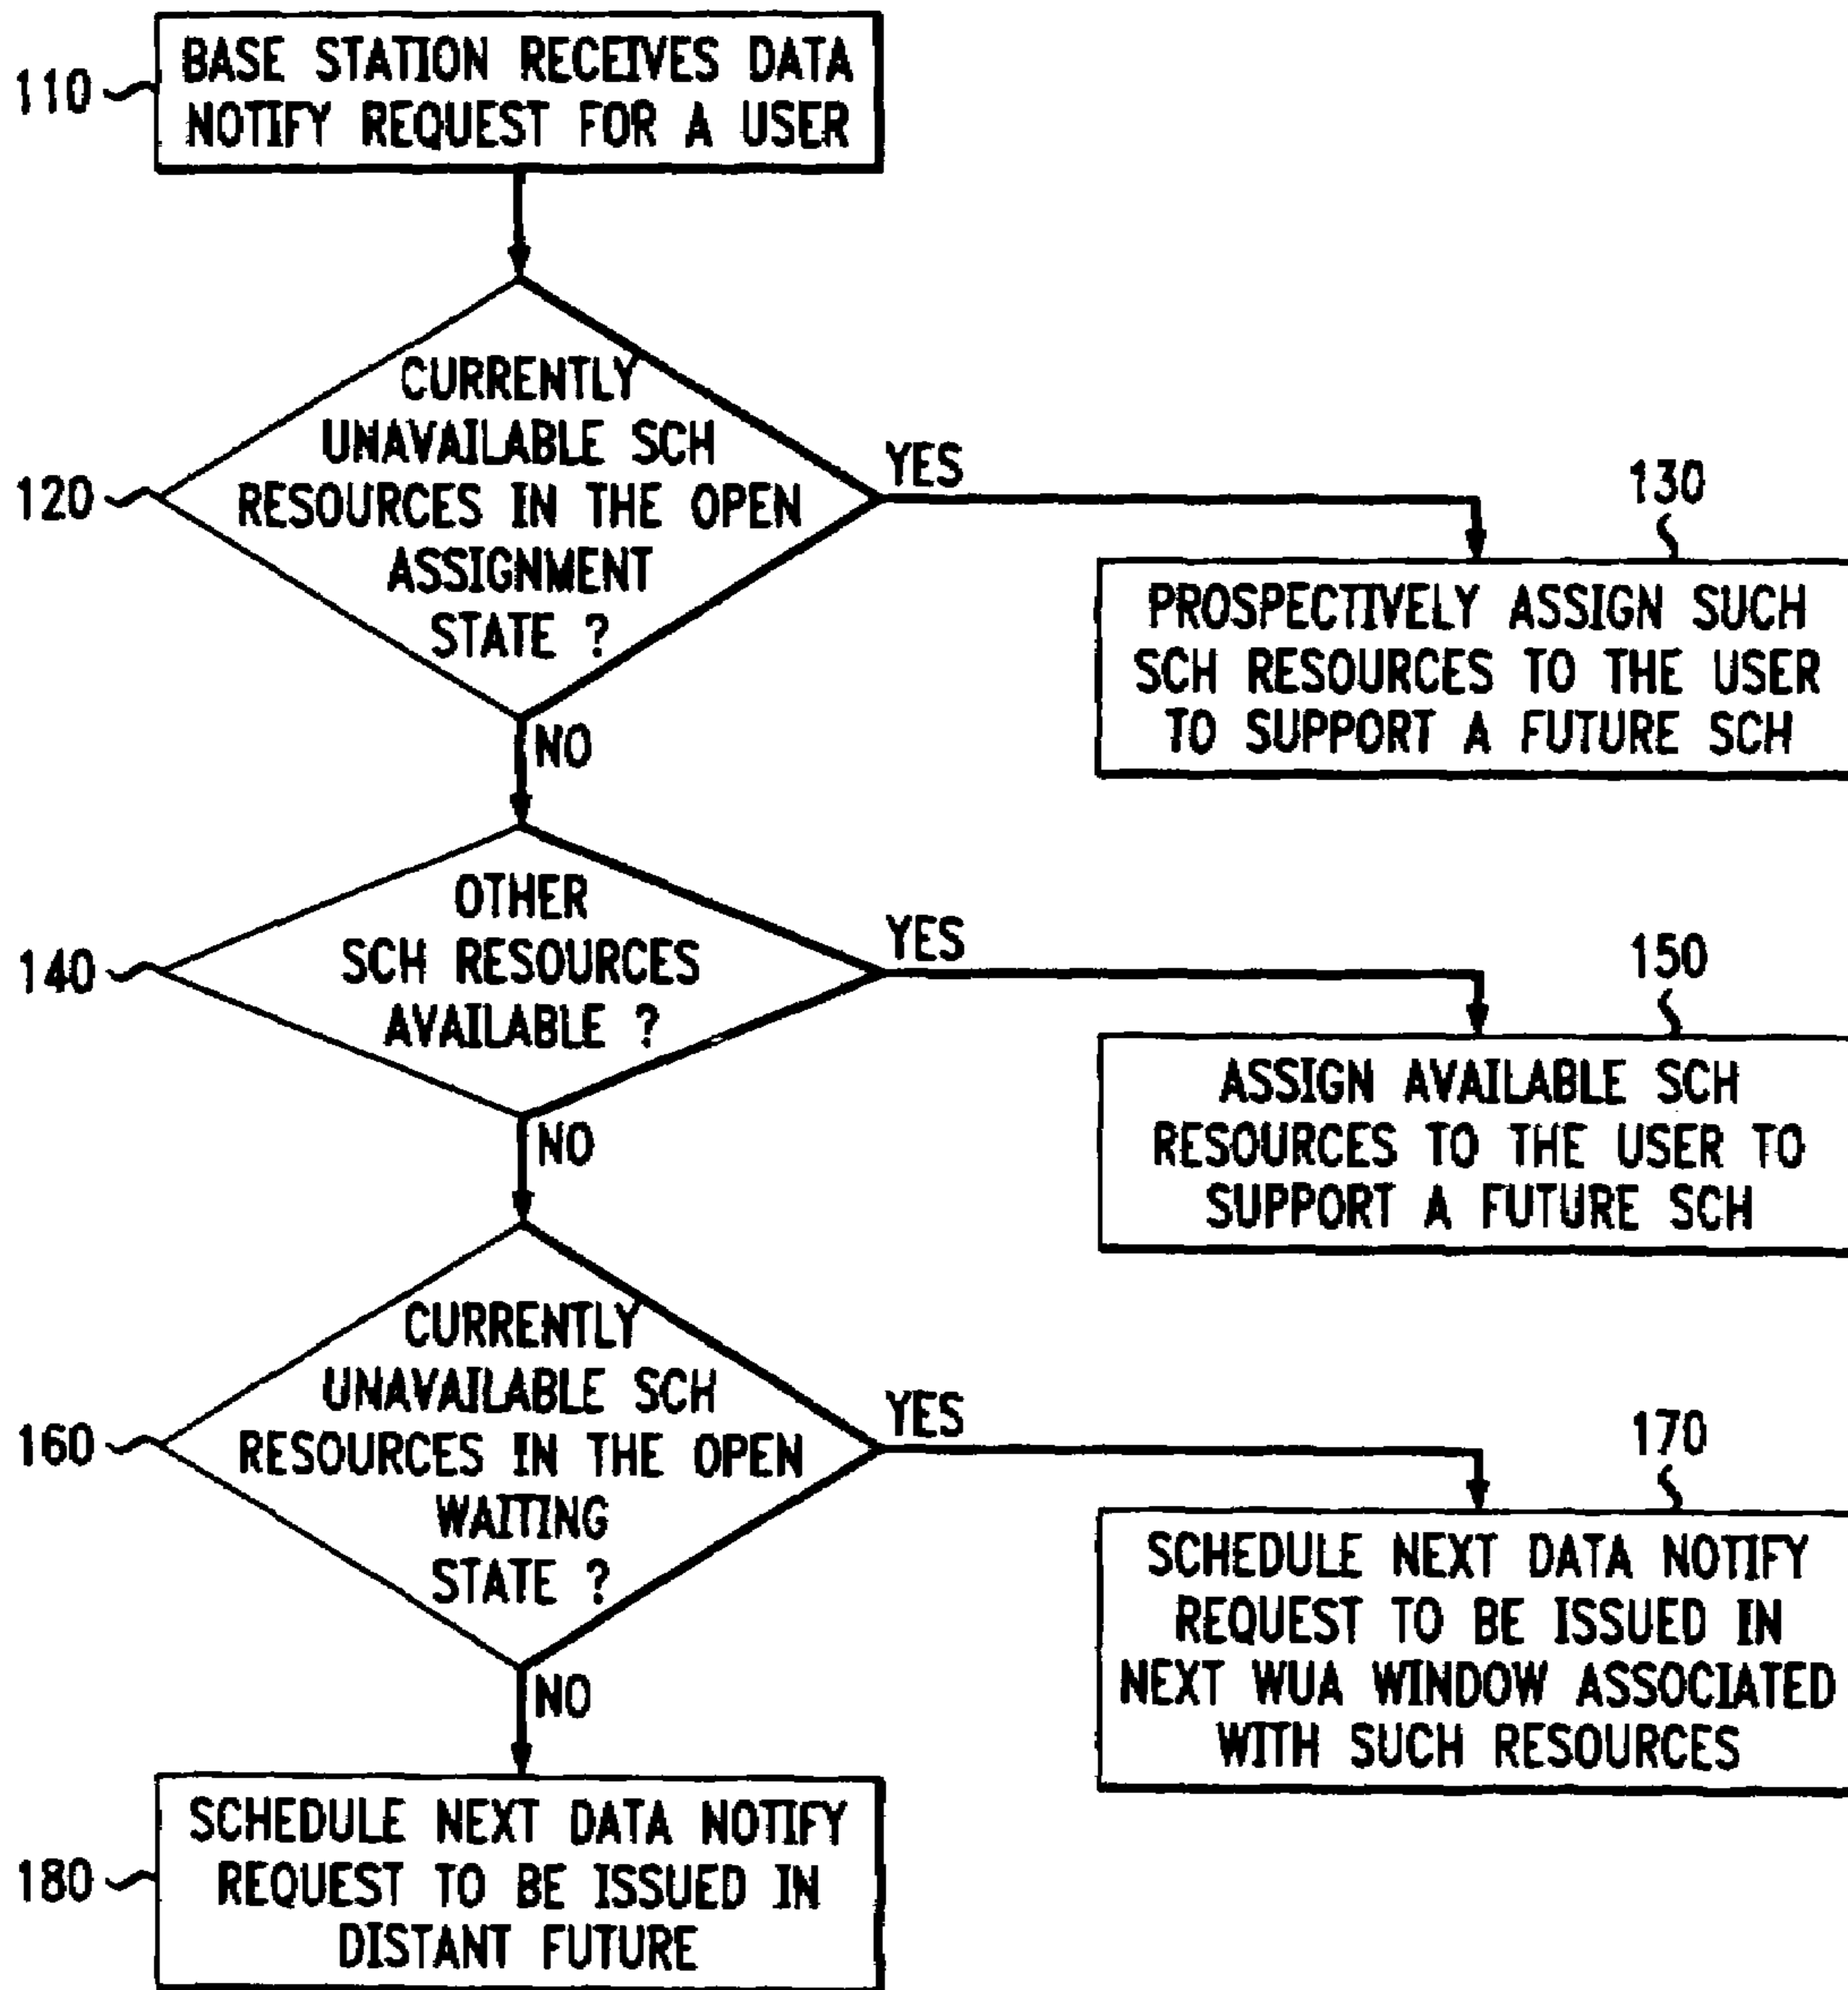 110
BASE STATION RECEIVES DATA
NOTIFY REQUEST FOR A USER
120
CURRENTLY
UNAVAILABLE SCH
RESOURCES IN THE OPEN
ASSIGNMENT
STATE ?
YES
130
PROSPECTIVELY ASSIGN SUCH
SCH RESOURCES TO THE USER
TO SUPPORT A FUTURE SCH
NO
140
OTHER
SCH RESOURCES
AVAILABLE ?
YES
150
ASSIGN AVAILABLE SCH
RESOURCES TO THE USER TO
SUPPORT A FUTURE SCH
NO
160
CURRENTLY
UNAVAILABLE SCH
RESOURCES IN THE OPEN
WAITING
STATE ?
YES
170
SCHEDULE NEXT DATA NOTIFY
REQUEST TO BE ISSUED IN
NEXT WUA WINDOW ASSOCIATED
WITH SUCH RESOURCES
NO
180
SCHEDULE NEXT DATA NOTIFY
REQUEST TO BE ISSUED IN
DISTANT FUTURE